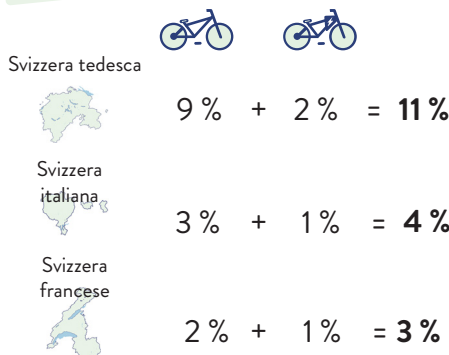 Svizzera tedesca
9 % + 2 % = 11 %
Svizzera
italiana
3 % + 1 % = 4 %
Svizzera
francese
2 % + 1 % = 3 %